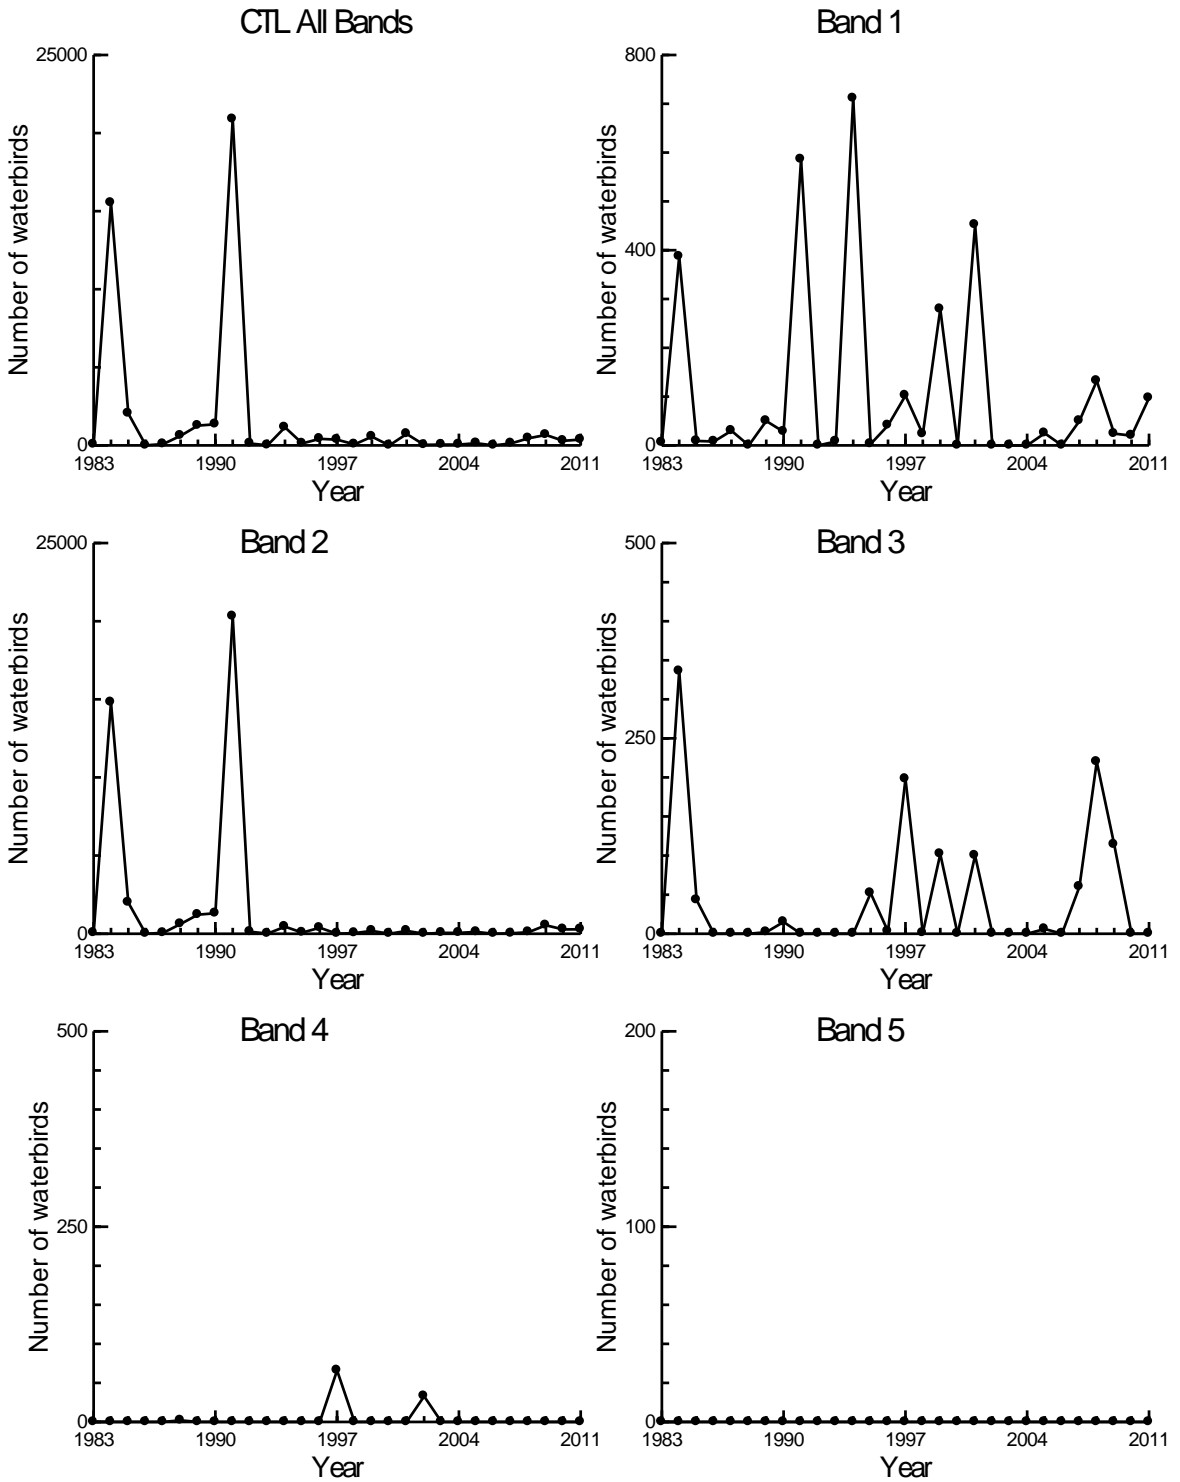 CTL All Bands
25000
0
Number of waterbirds
1983 1990 1997 2004 2011
Year
Band 1
800
400
0
Number of waterbirds
1983 1990 1997 2004 2011
Year
Band 2
25000
0
Number of waterbirds
1983 1990 1997 2004 2011
Year
Band 3
500
250
0
Number of waterbirds
1983 1990 1997 2004 2011
Year
Band 4
500
250
0
Number of waterbirds
1983 1990 1997 2004 2011
Year
Band 5
200
100
0
Number of waterbirds
1983 1990 1997 2004 2011
Year